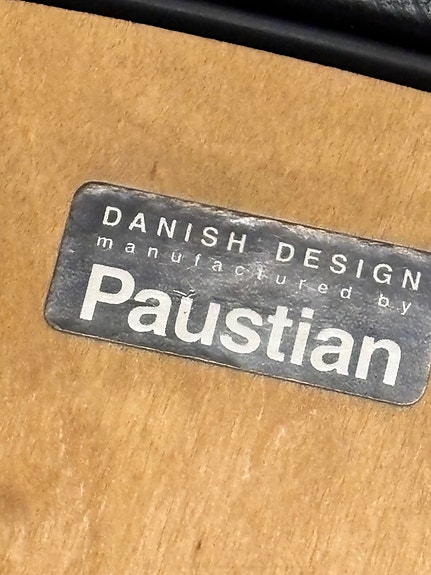 DANISH DESIGN
manufactured by
Paustian